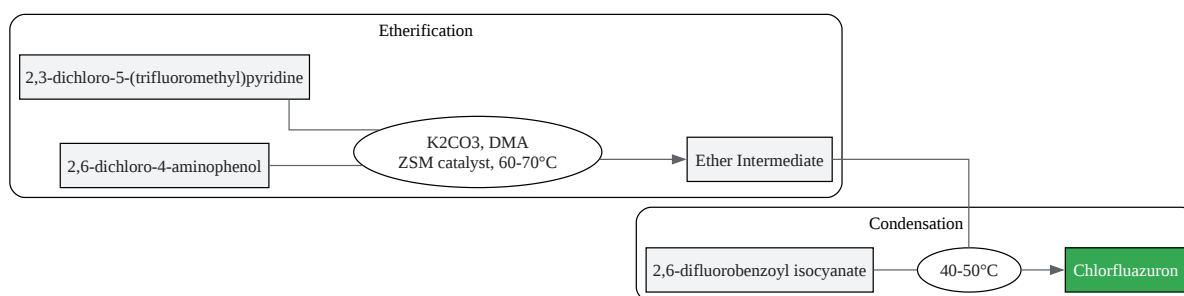 Etherification
2,3-dichloro-5-(trifluoromethyl)pyridine
2,6-dichloro-4-aminophenol
K2CO3, DMA
ZSM catalyst, 60-70°C
Ether Intermediate
Condensation
2,6-difluorobenzoyl isocyanate
40-50°C
Chlorfluazuron